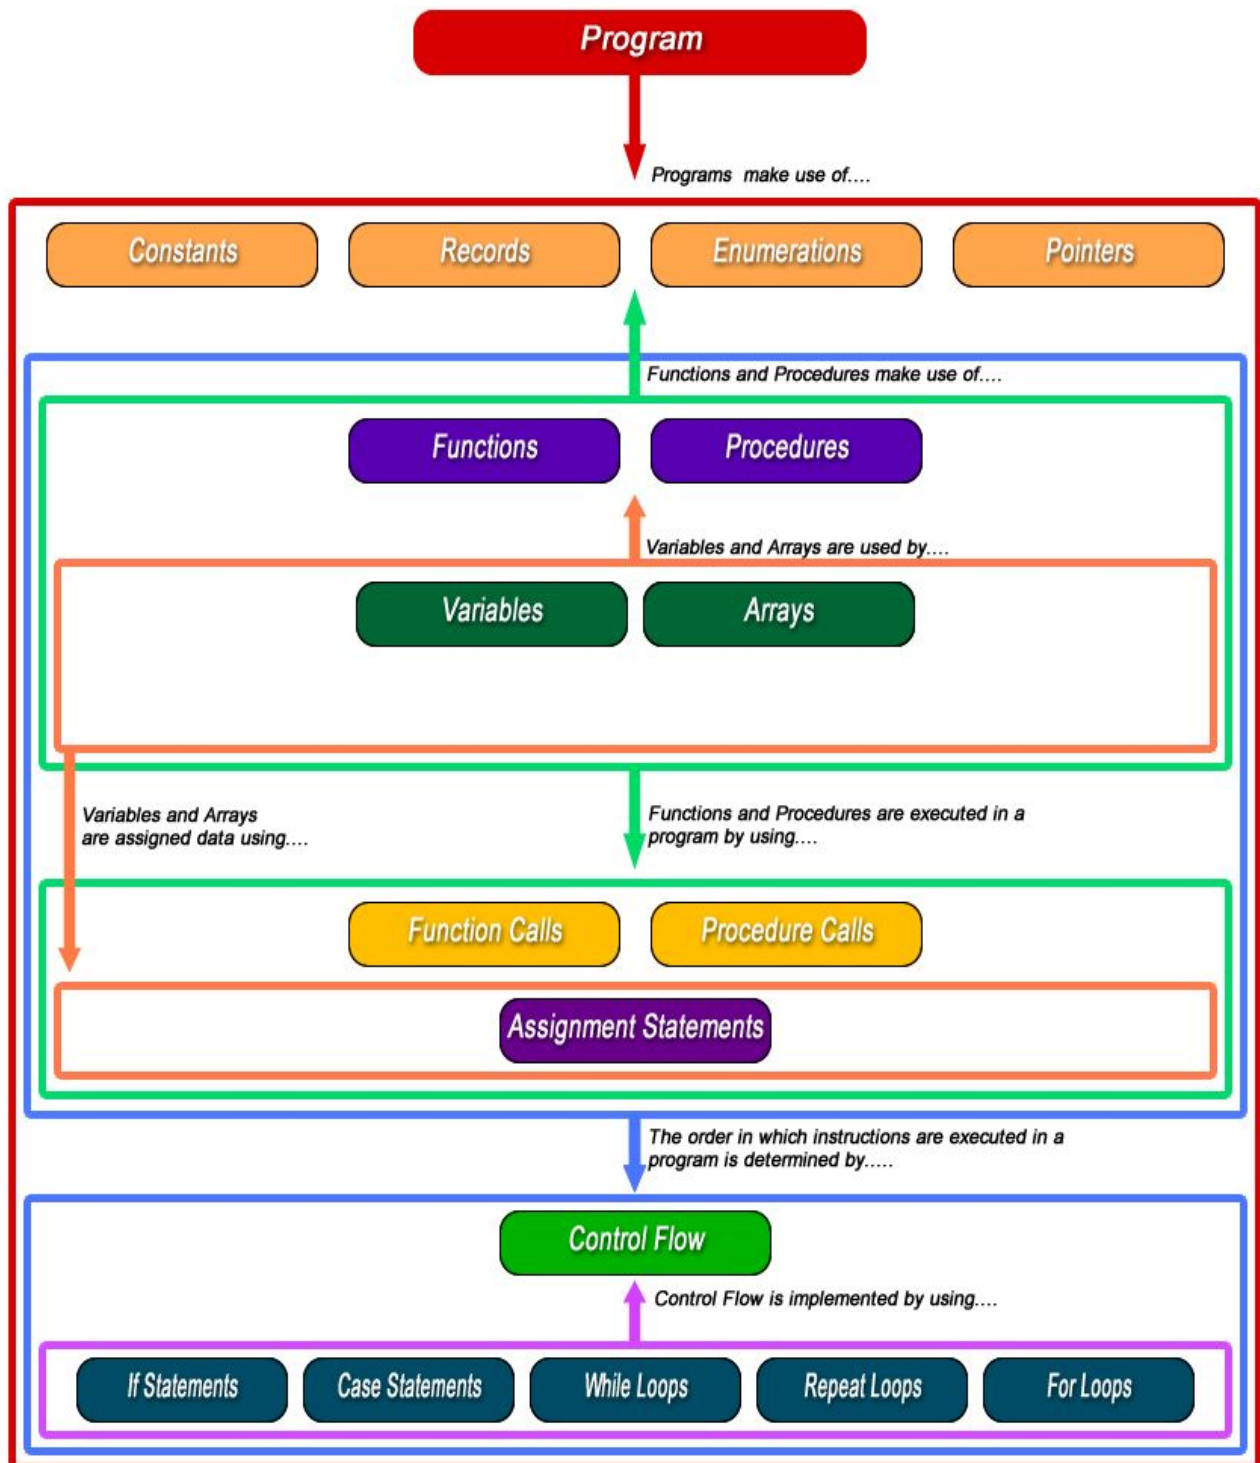 Program
Programs make use of....
Constants
Records
Enumerations
Pointers
Functions and Procedures make use of....
Functions
Procedures
Variables and Arrays are used by....
Variables
Arrays
Variables and Arrays
are assigned data using....
Functions and Procedures are executed in a
program by using....
Function Calls
Procedure Calls
Assignment Statements
The order in which instructions are executed in a
program is determined by.....
Control Flow
Control Flow is implemented by using....
If Statements
Case Statements
While Loops
Repeat Loops
For Loops